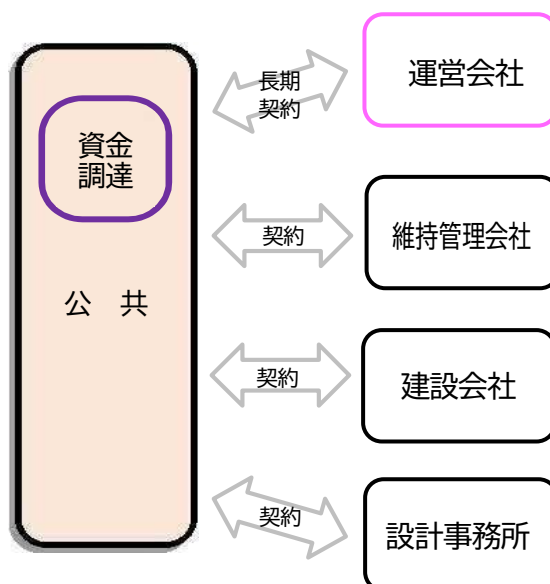 長期
契約
運営会社
資金
調達
契約
維持管理会社
公 共
契約
建設会社
契約
設計事務所